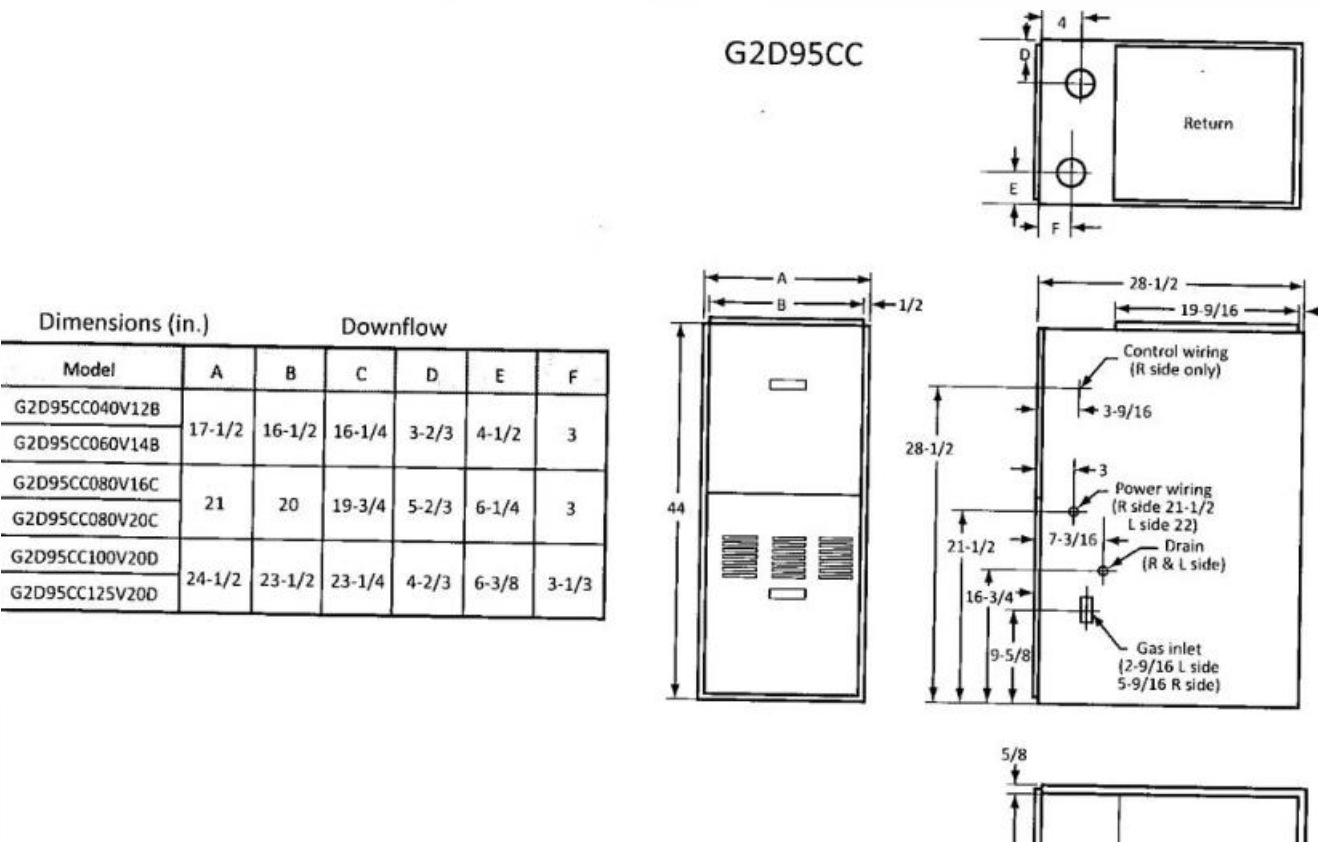 G2D95CC
4
D
Return
E
F
Dimensions (in.) Downflow
Model A B C D E F
G2D95CC040V12B
G2D95CC060V14B
17-1/2 16-1/2 16-1/4 3-2/3 4-1/2 3
G2D95CC080V16C
G2D95CC080V20C
21 20 19-3/4 5-2/3 6-1/4 3
G2D95CC100V20D
G2D95CC125V20D
24-1/2 23-1/2 23-1/4 4-2/3 6-3/8 3-1/3
A
B
1/2
44
28-1/2
19-9/16
Control wiring
(R side only)
3-9/16
28-1/2
3
Power wiring
(R side 21-1/2
L side 22)
21-1/2
7-3/16
Drain
(R & L side)
16-3/4
9-5/8
Gas inlet
(2-9/16 L side
5-9/16 R side)
5/8